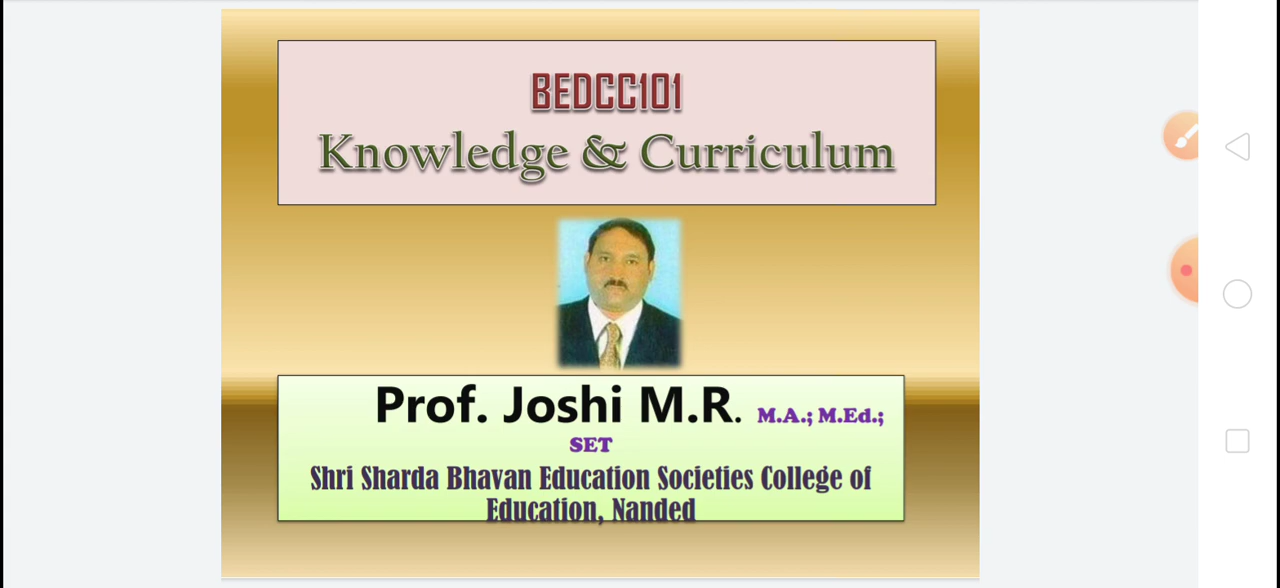 BEDCC101
Knowledge & Curriculum
Prof. Joshi M.R. M.A.; M.Ed.;
SET
Shri Sharda Bhavan Education Societies College of
Education, Nanded